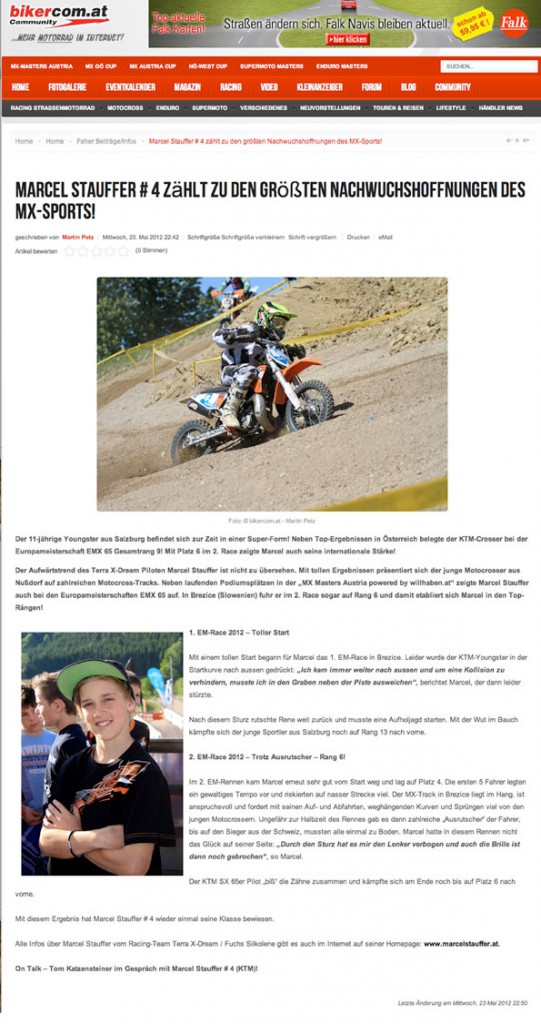 bikercom.at
Community
...MEHR MOTORRAD IM INTERNET!
Top-aktuelle
Falk Karten!
Straßen ändern sich. Falk Navis bleiben aktuell.
hier klicken
schon ab
59,95 €!
Falk
MX-MASTERS AUSTRIA MX OÖ CUP MX AUSTRIA CUP NÖ-WEST CUP SUPERMOTO MASTERS ENDURO MASTERS
SUCHEN...
HOME FOTOGALERIE EVENTKALENDER MAGAZIN RACING VIDEO KLEINANZEIGER FORUM BLOG COMMUNITY
RACING STRASSENMOTORRAD MOTOCROSS ENDURO SUPERMOTO VERSCHIEDENES NEUVORSTELLUNGEN TOUREN & REISEN LIFESTYLE HÄNDLER NEWS
Home Home Faher Beiträge/Infos Marcel Stauffer # 4 zählt zu den größten Nachwuchshoffnungen des MX-Sports!
MARCEL STAUFFER # 4 ZäHLT ZU DEN GRößTEN NACHWUCHSHOFFNUNGEN DES
MX-SPORTS!
geschrieben von Martin Petz Mittwoch, 23. Mai 2012 22:42 Schriftgröße Schriftgröße verkleinern Schrift vergrößern Drucken eMail
Artikel bewerten (0 Stimmen)
Foto: © bikercom.at - Martin Petz
Der 11-jährige Youngster aus Salzburg befindet sich zur Zeit in einer Super-Form! Neben Top-Ergebnissen in Österreich belegte der KTM-Crosser bei der
Europameisterschaft EMX 65 Gesamtrang 9! Mit Platz 6 im 2. Race zeigte Marcel auch seine internationale Stärke!
Der Aufwärtstrend des Terra X-Dream Piloten Marcel Stauffer ist nicht zu übersehen. Mit tollen Ergebnissen präsentiert sich der junge Motocrosser aus
Nußdorf auf zahlreichen Motocross-Tracks. Neben laufenden Podiumsplätzen in der „MX Masters Austria powered by willhaben.at“ zeigte Marcel Stauffer
auch bei den Europameisterschaften EMX 65 auf. In Brezice (Slowenien) fuhr er im 2. Race sogar auf Rang 6 und damit etabliert sich Marcel in den Top-
Rängen!
1. EM-Race 2012 – Toller Start
Mit einem tollen Start begann für Marcel das 1. EM-Race in Brezice. Leider wurde der KTM-Youngster in der
Startkurve nach aussen gedrückt: „Ich kam immer weiter nach aussen und um eine Kollision zu
verhindern, musste ich in den Graben neben der Piste ausweichen“, berichtet Marcel, der dann leider
stürzte.
Nach diesem Sturz rutschte Rene weit zurück und musste eine Aufholjagd starten. Mit der Wut im Bauch
kämpfte sich der junge Sportler aus Salzburg noch auf Rang 13 nach vorne.
2. EM-Race 2012 – Trotz Ausrutscher – Rang 6!
Im 2. EM-Rennen kam Marcel erneut sehr gut vom Start weg und lag auf Platz 4. Die ersten 5 Fahrer legten
ein gewaltiges Tempo vor und riskierten auf nasser Strecke viel. Der MX-Track in Brezice liegt im Hang, ist
anspruchsvoll und fordert mit seinen Auf- und Abfahrten, weghängenden Kurven und Sprüngen viel von den
jungen Motocrossern. Ungefähr zur Halbzeit des Rennes gab es dann zahlreiche „Ausrutscher“ der Fahrer,
bis auf den Sieger aus der Schweiz, mussten alle einmal zu Boden. Marcel hatte in diesem Rennen nicht
das Glück auf seiner Seite: „Durch den Sturz hat es mir den Lenker verbogen und auch die Brille ist
dann noch gebrochen“, so Marcel.
Der KTM SX 65er Pilot „biß“ die Zähne zusammen und kämpfte sich am Ende noch bis auf Platz 6 nach
vorne.
Mit diesem Ergebnis hat Marcel Stauffer # 4 wieder einmal seine Klasse bewiesen.
Alle Infos über Marcel Stauffer vom Racing-Team Terra X-Dream / Fuchs Silkolene gibt es auch im Internet auf seiner Homepage: www.marcelstauffer.at.
On Talk – Tom Katzensteiner im Gespräch mit Marcel Stauffer # 4 (KTM)!
Letzte Änderung am Mittwoch, 23 Mai 2012 22:50